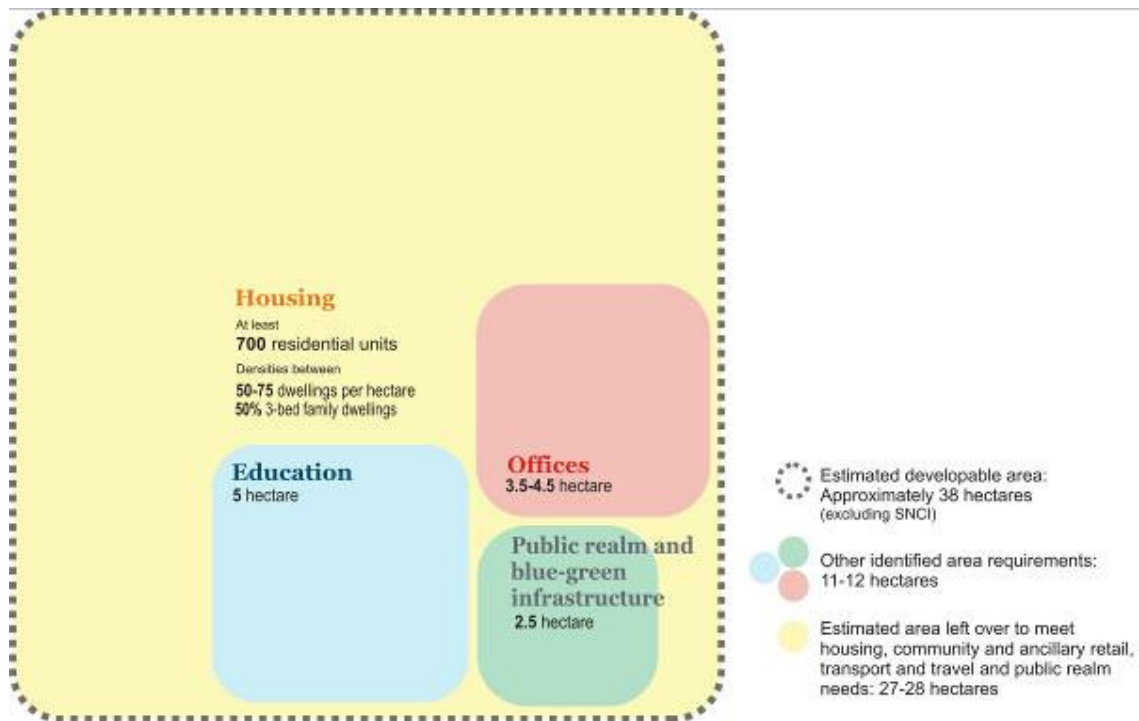 Housing
At least
700 residential units
Densities between
50-75 dwellings per hectare
50% 3-bed family dwellings
Education
5 hectare
Offices
3.5-4.5 hectare
Public realm and
blue-green
infrastructure
2.5 hectare
Estimated developable area:
Approximately 38 hectares
(excluding SNCI)
Other identified area requirements:
11-12 hectares
Estimated area left over to meet
housing, community and ancillary retail,
transport and travel and public realm
needs: 27-28 hectares